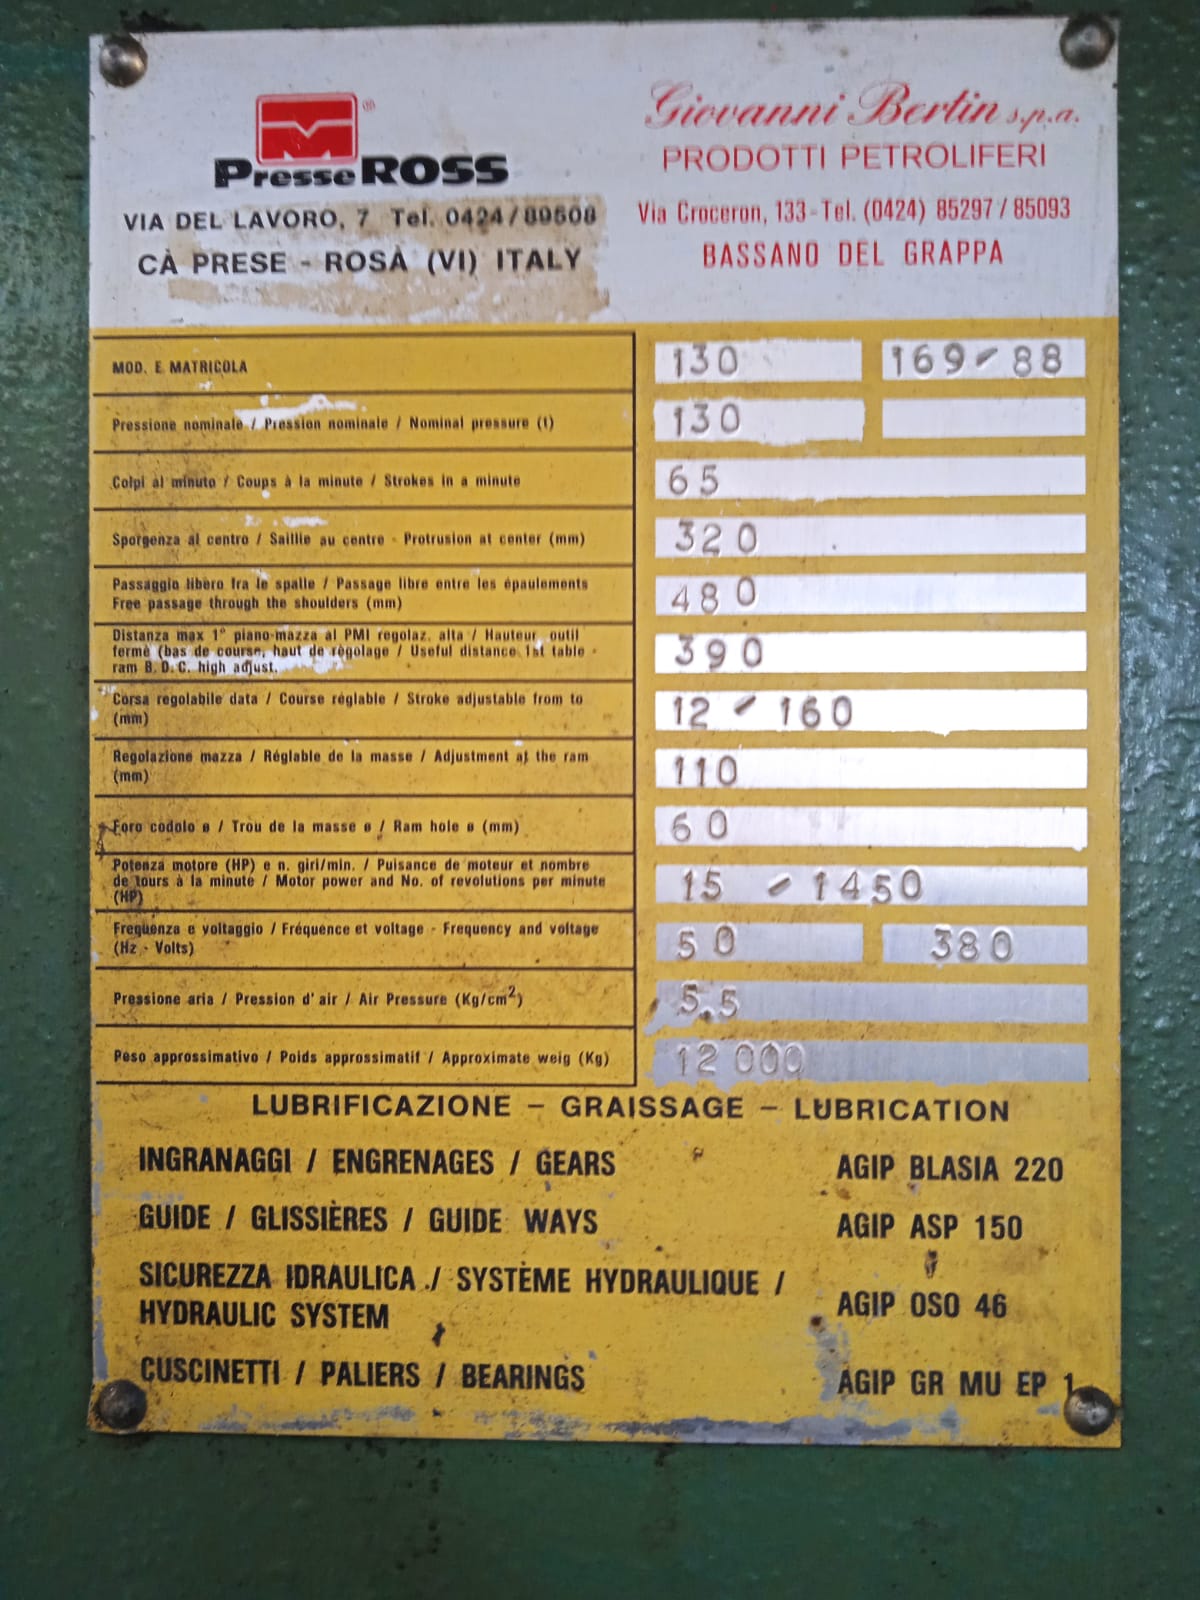 PresseROSS ®
VIA DEL LAVORO, 7 Tel. 0424/80508
CÀ PRESE - ROSÀ (VI) ITALY
Giovanni Bertin s.p.a.
PRODOTTI PETROLIFERI
Via Croceron, 133-Tel. (0424) 85297 / 85093
BASSANO DEL GRAPPA
MOD. E MATRICOLA 130 169-88
Pressione nominale / Pression nominale / Nominal pressure (t) 130
Colpi al minuto / Coups à la minute / Strokes in a minute 65
Sporgenza al centro / Saillie au centre - Protrusion at center (mm) 320
Passaggio libero fra le spalle / Passage libre entre les épaulements
Free passage through the shoulders (mm) 480
Distanza max 1° piano-mazza al PMI regolaz. alta / Hauteur outil
fermé (bas de course, haut de règolage / Useful distance 1st table -
ram B.D.C. high adjust. 390
Corsa regolabile data / Course réglable / Stroke adjustable from to
(mm) 12 - 160
Regolazione mazza / Réglable de la masse / Adjustment at the ram
(mm) 110
Foro codolo ø / Trou de la masse ø / Ram hole ø (mm) 60
Potenza motore (HP) e n. giri/min. / Puisance de moteur et nombre
de tours à la minute / Motor power and No. of revolutions per minute
(HP) 15 - 1450
Frequenza e voltaggio / Fréquence et voltage - Frequency and voltage
(Hz - Volts) 50 380
Pressione aria / Pression d'air / Air Pressure (Kg/cm²) 5.5
Peso approssimativo / Poids approssimatif / Approximate weig (Kg) 12 000
LUBRIFICAZIONE - GRAISSAGE - LUBRICATION
INGRANAGGI / ENGRENAGES / GEARS AGIP BLASIA 220
GUIDE / GLISSIÈRES / GUIDE WAYS AGIP ASP 150
SICUREZZA IDRAULICA / SYSTÈME HYDRAULIQUE /
HYDRAULIC SYSTEM AGIP OSO 46
CUSCINETTI / PALIERS / BEARINGS AGIP GR MU EP 1